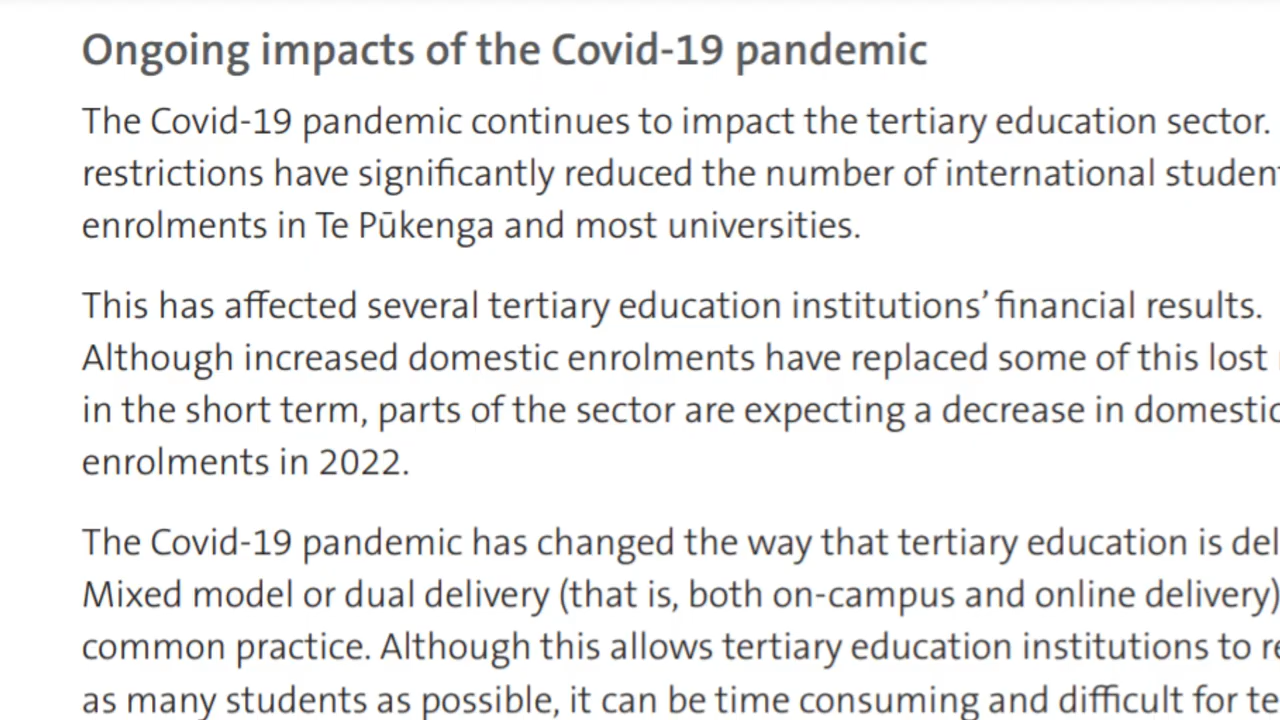 Ongoing impacts of the Covid-19 pandemic
The Covid-19 pandemic continues to impact the tertiary education sector.
restrictions have significantly reduced the number of international
enrolments in Te Pūkenga and most universities.
This has affected several tertiary education institutions’ financial results.
Although increased domestic enrolments have replaced some of this lost
in the short term, parts of the sector are expecting a decrease in domestic
enrolments in 2022.
The Covid-19 pandemic has changed the way that tertiary education is
Mixed model or dual delivery (that is, both on-campus and online delivery)
common practice. Although this allows tertiary education institutions to
as many students as possible, it can be time consuming and difficult for